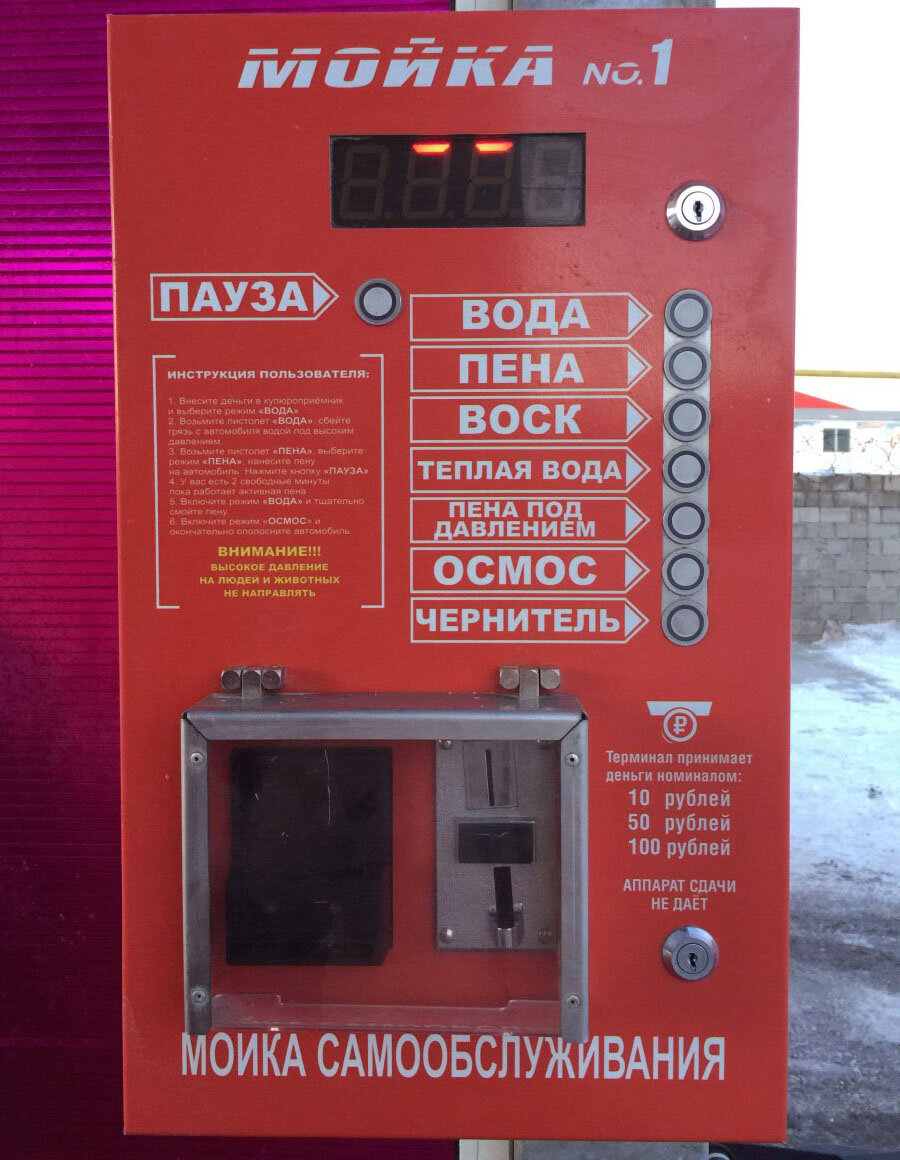 МОЙКА NO.1
ПАУЗА
ВОДА
ПЕНА
ВОСК
ТЕПЛАЯ ВОДА
ПЕНА ПОД
ДАВЛЕНИЕМ
ОСМОС
ЧЕРНИТЕЛЬ
ИНСТРУКЦИЯ ПОЛЬЗОВАТЕЛЯ:
1. Внесите деньги в купюроприёмник
и выберите режим «ВОДА»
2. Возьмите пистолет «ВОДА», сбейте
грязь с автомобиля водой под высоким
давлением
3. Возьмите пистолет «ПЕНА», выберите
режим «ПЕНА», нанесите пену
на автомобиль. Нажмите кнопку «ПАУЗА»
4. У вас есть 2 свободные минуты
пока работает активная пена
5. Включите режим «ВОДА» и тщательно
смойте пену.
6. Включите режим «ОСМОС» и
окончательно ополосните автомобиль.
ВНИМАНИЕ!!!
ВЫСОКОЕ ДАВЛЕНИЕ
НА ЛЮДЕЙ И ЖИВОТНЫХ
НЕ НАПРАВЛЯТЬ
₽
Терминал принимает
деньги номиналом:
10 рублей
50 рублей
100 рублей
АППАРАТ СДАЧИ
НЕ ДАЁТ
МОЙКА САМООБСЛУЖИВАНИЯ